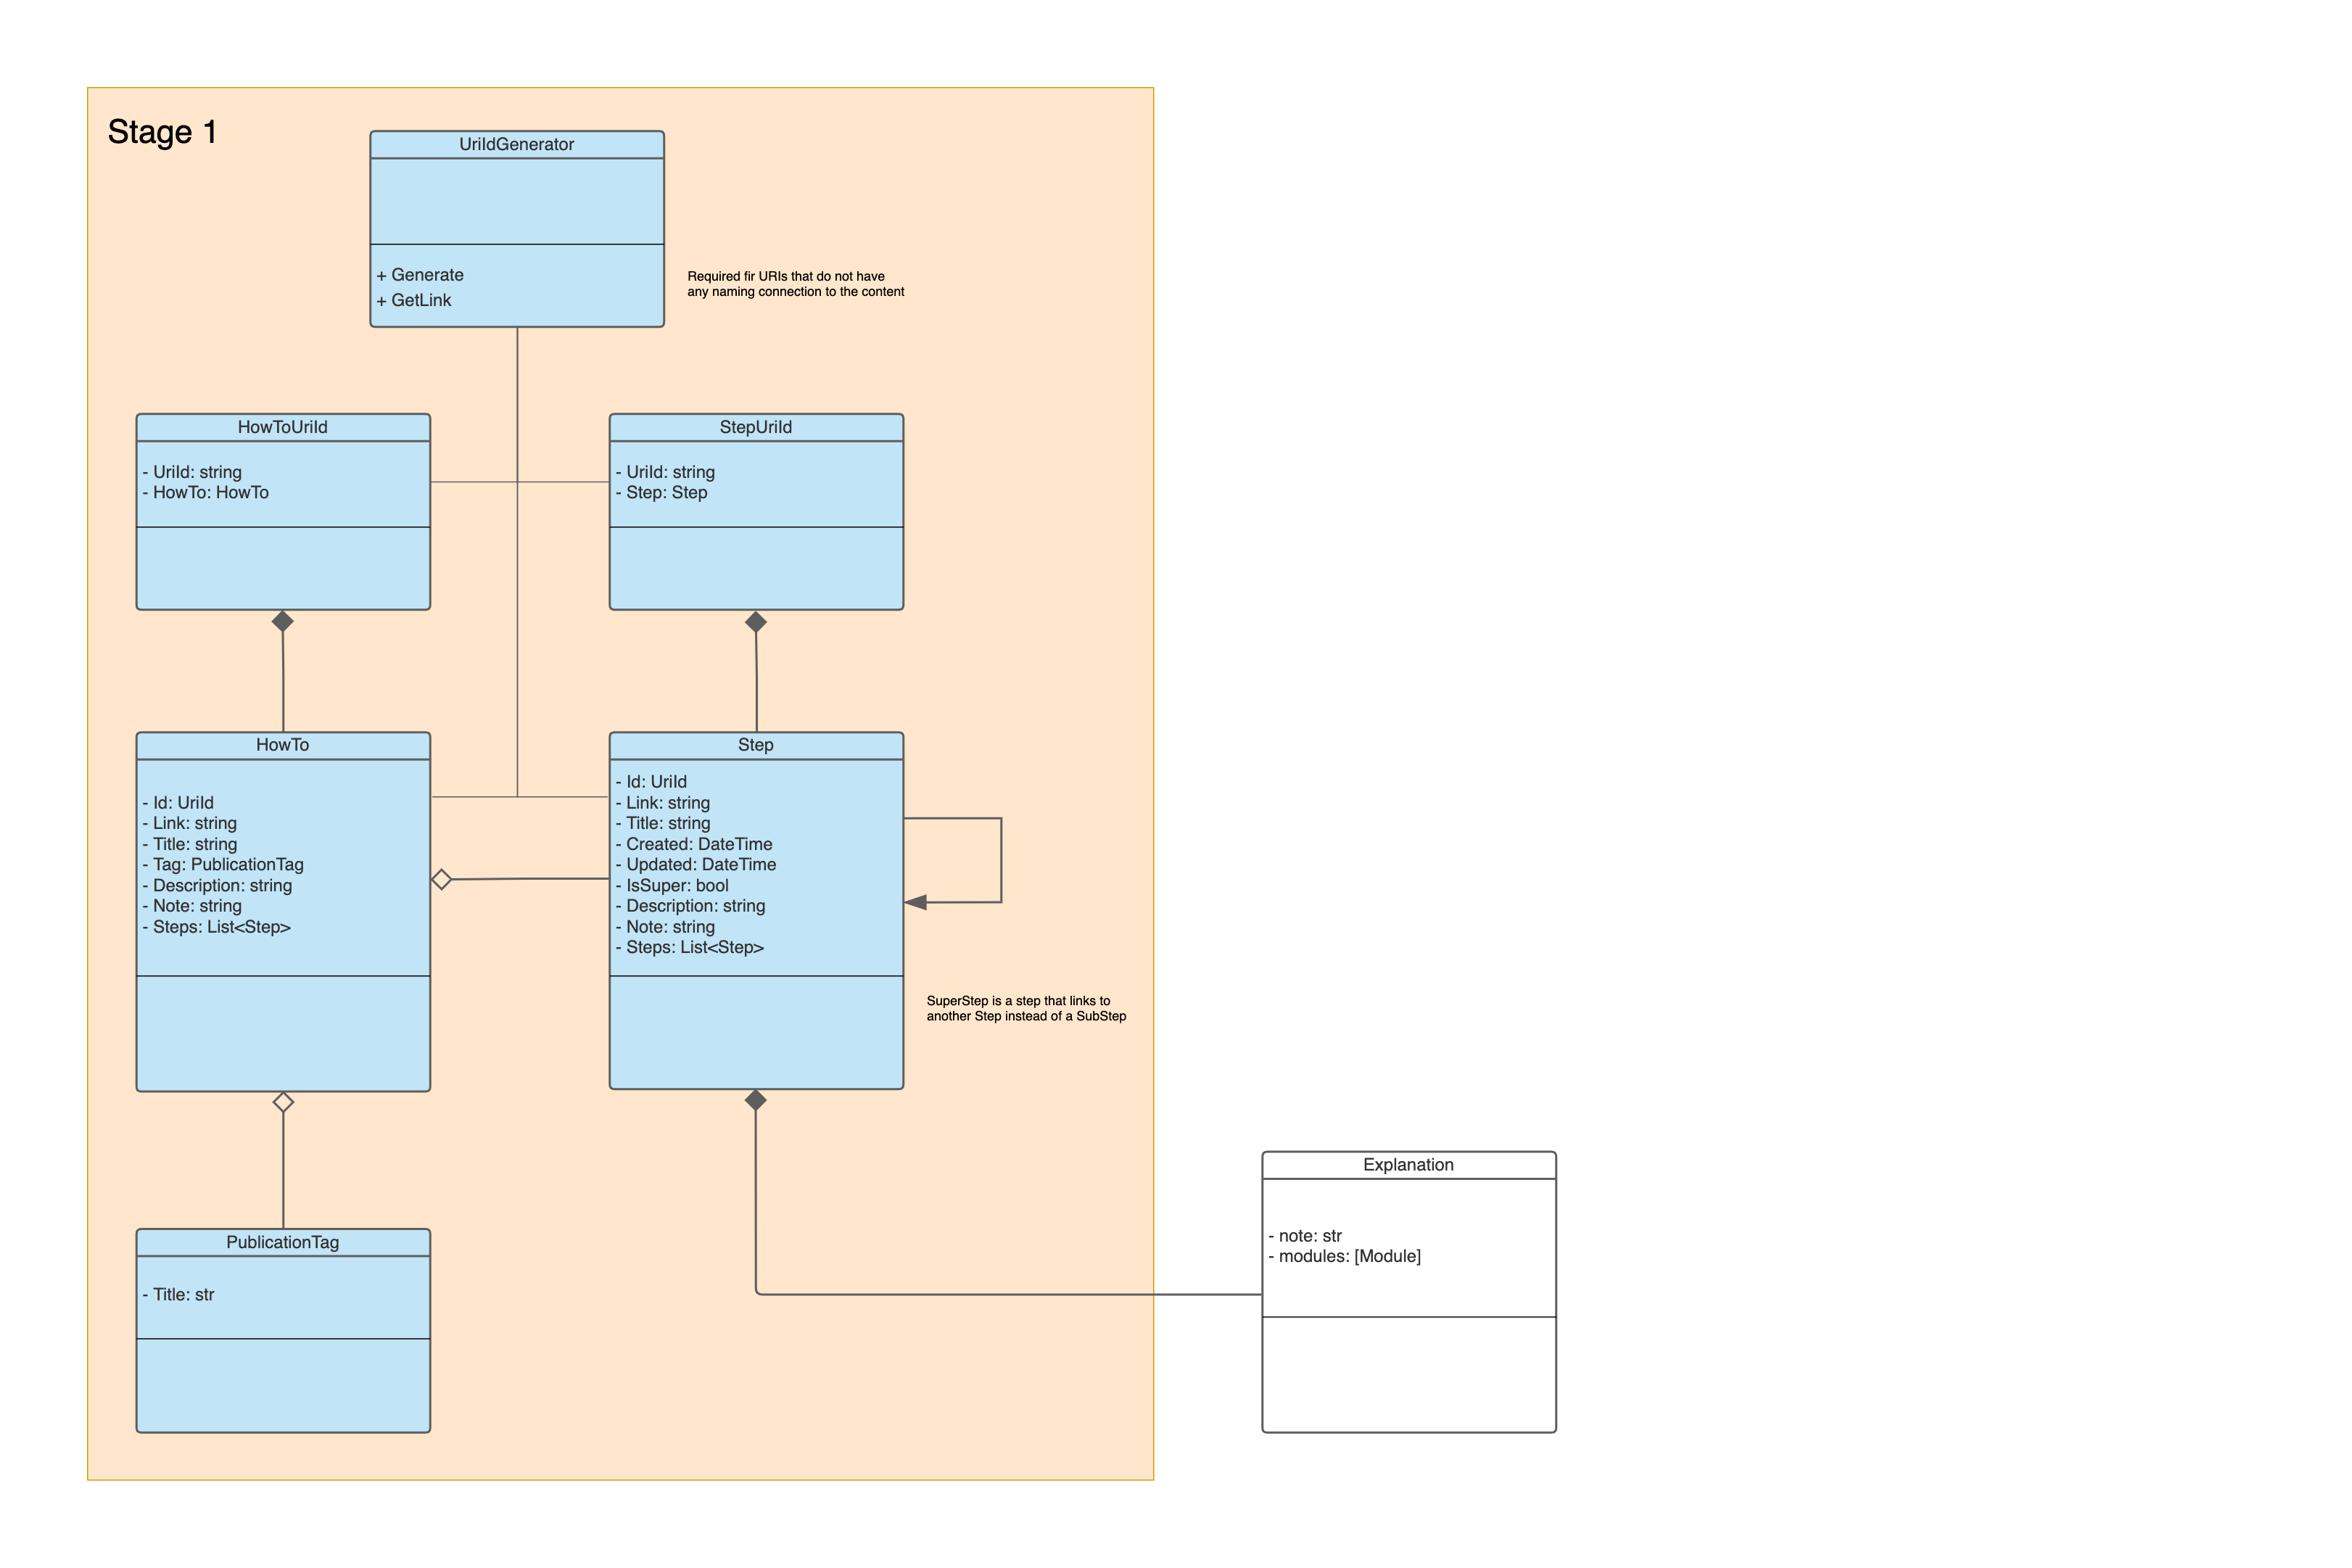 Stage 1
UriIdGenerator
+ Generate
+ GetLink
Required fir URIs that do not have
any naming connection to the content
HowToUriId
- UriId: string
- HowTo: HowTo
StepUriId
- UriId: string
- Step: Step
HowTo
- Id: UriId
- Link: string
- Title: string
- Tag: PublicationTag
- Description: string
- Note: string
- Steps: List<Step>
Step
- Id: UriId
- Link: string
- Title: string
- Created: DateTime
- Updated: DateTime
- IsSuper: bool
- Description: string
- Note: string
- Steps: List<Step>
SuperStep is a step that links to
another Step instead of a SubStep
PublicationTag
- Title: str
Explanation
- note: str
- modules: [Module]